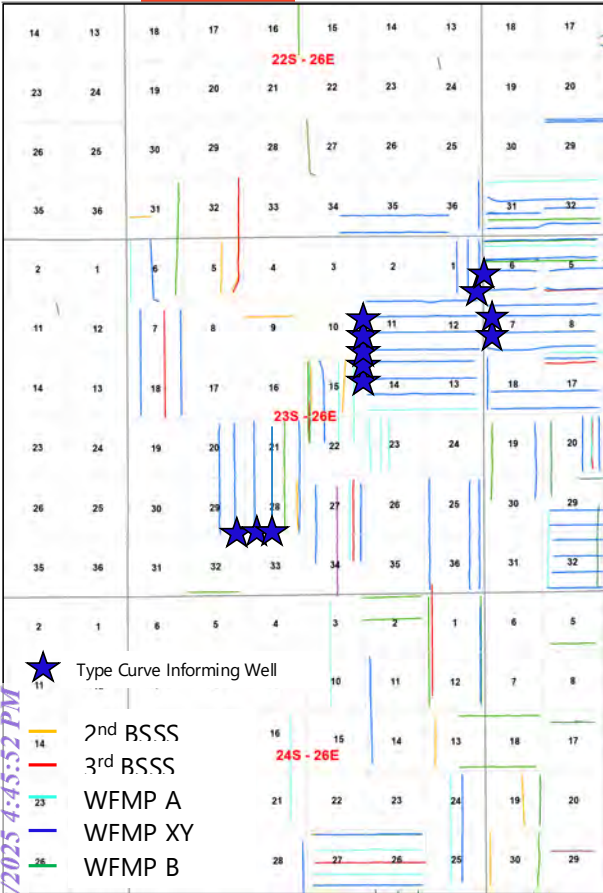 14 13 18 17 16 15 14 13 18 17
22S - 26E
23 24 19 20 21 22 23 24 19 20
26 25 30 29 28 27 26 25 30 29
35 36 31 32 33 34 35 36 31 32
2 1 6 5 4 3 2 1 6 5
11 12 7 8 9 10 11 12 7 8
14 13 18 17 16 15 14 13 18 17
23S - 26E
23 24 19 20 21 22 23 24 19 20
26 25 30 29 28 27 26 25 30 29
35 36 31 32 33 34 35 36 31 32
2 1 6 5 4 3 2 1 6 5
Type Curve Informing Well
11 10 11 12 7 8
14 16 15 14 13 18 17
24S - 26E
23 21 22 23 24 19 20
26 28 27 26 25 30 29
2nd BSSS
3rd BSSS
WFMP A
WFMP XY
WFMP B
/2025 4:45:52 PM